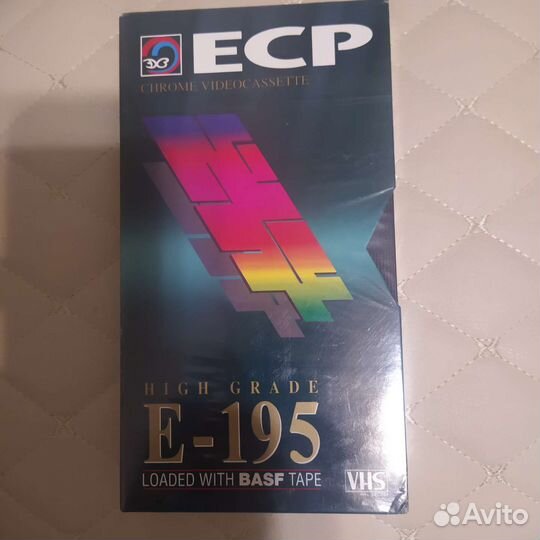 ECP
CHROME VIDEOCASSETTE
HIGH GRADE
E-195
LOADED WITH BASF TAPE
VHS
Avito